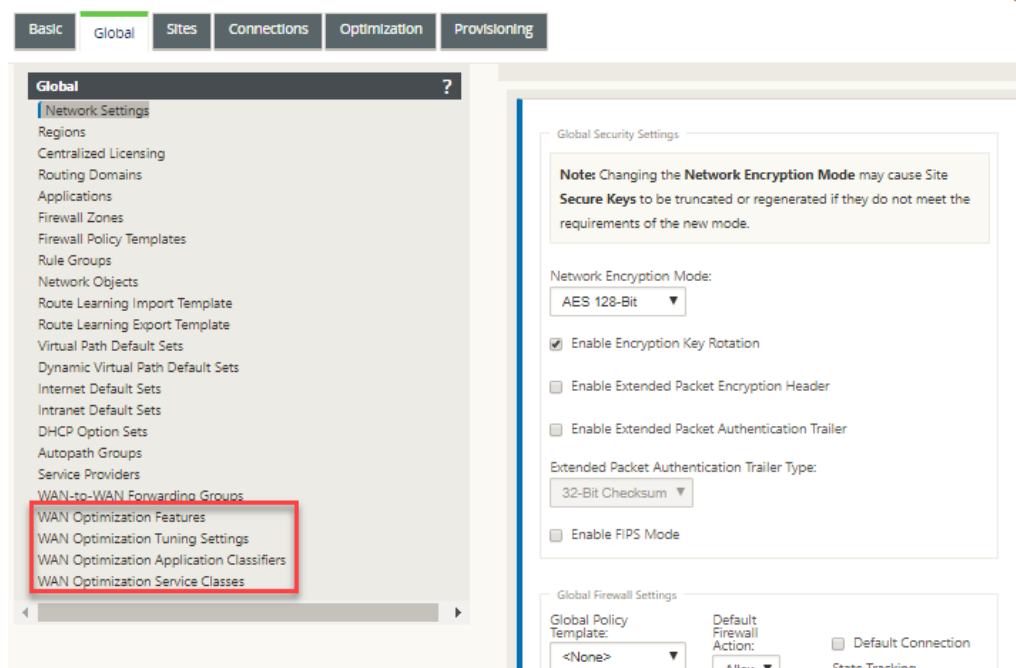 Basic
Global
Sites
Connections
Optimization
Provisioning
Global
?
Network Settings
Regions
Centralized Licensing
Routing Domains
Applications
Firewall Zones
Firewall Policy Templates
Rule Groups
Network Objects
Route Learning Import Template
Route Learning Export Template
Virtual Path Default Sets
Dynamic Virtual Path Default Sets
Internet Default Sets
Intranet Default Sets
DHCP Option Sets
Autopath Groups
Service Providers
WAN-to-WAN Forwarding Groups
WAN Optimization Features
WAN Optimization Tuning Settings
WAN Optimization Application Classifiers
WAN Optimization Service Classes
Global Security Settings
Note: Changing the Network Encryption Mode may cause Site
Secure Keys to be truncated or regenerated if they do not meet the
requirements of the new mode.
Network Encryption Mode:
AES 128-Bit
Enable Encryption Key Rotation
Enable Extended Packet Encryption Header
Enable Extended Packet Authentication Trailer
Extended Packet Authentication Trailer Type:
32-Bit Checksum
Enable FIPS Mode
Global Firewall Settings
Global Policy
Template:
<None>
Default
Firewall
Action:
Allow
Default Connection
State Tracking